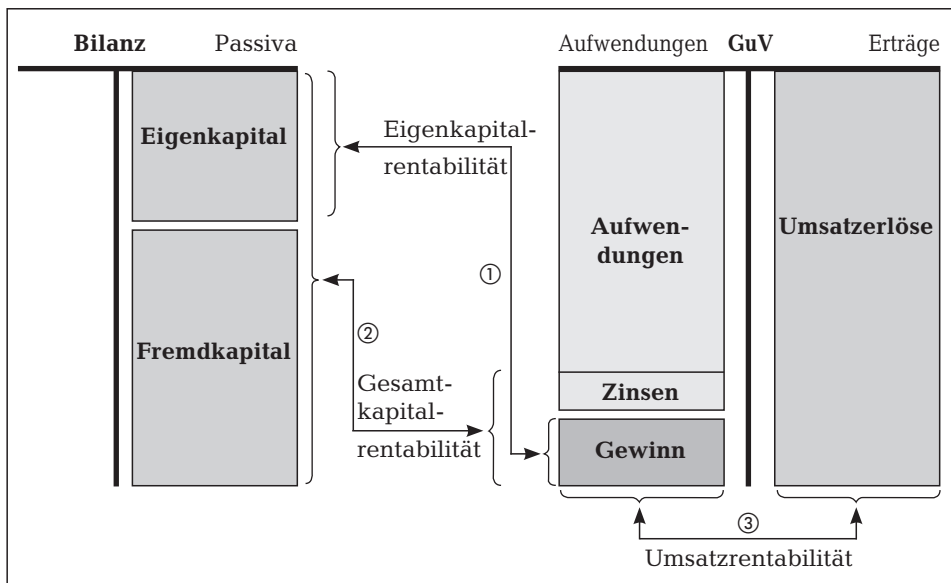 Bilanz Passiva Aufwendungen GuV Erträge
Eigenkapital
Eigenkapital-
rentabilität
Aufwen-
dungen
Umsatzerlöse
①
②
Fremdkapital
Gesamt-
kapital-
rentabilität
Zinsen
Gewinn
③
Umsatzrentabilität